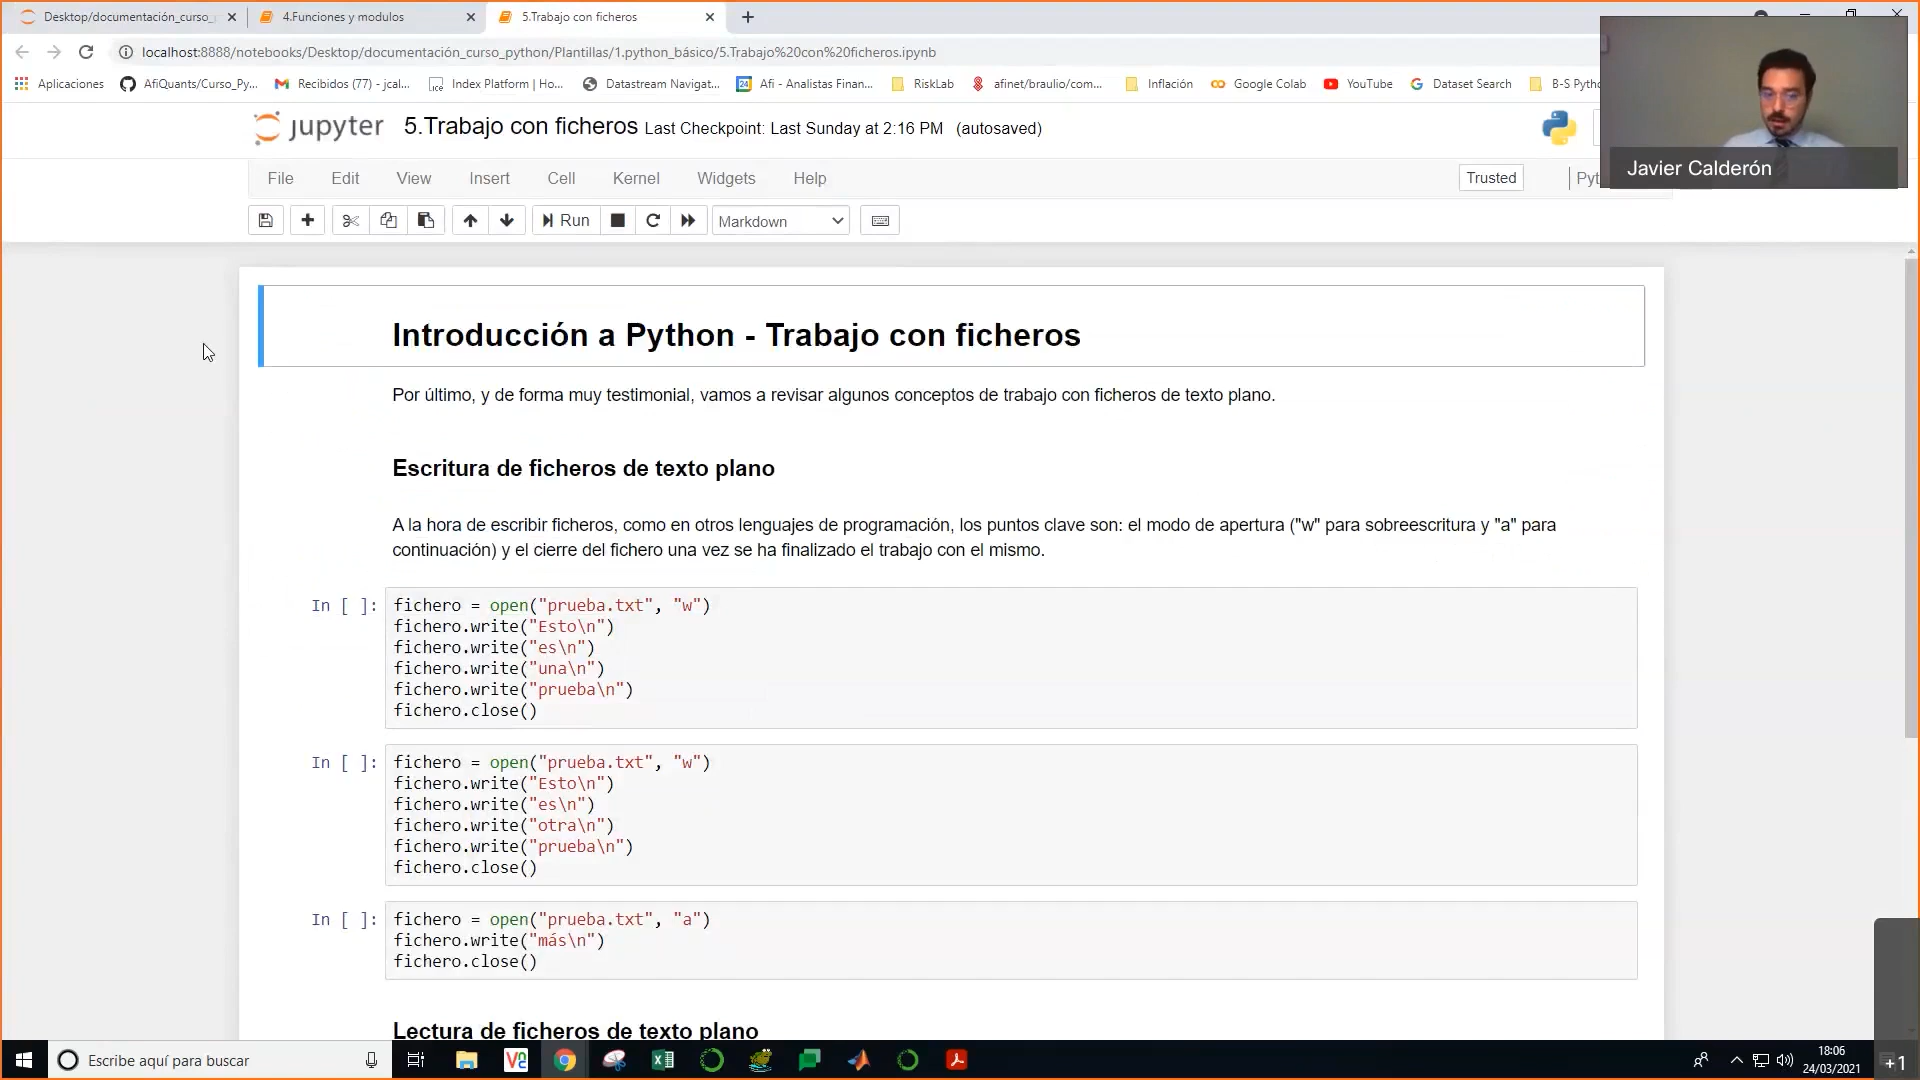 Desktop/documentación_curso_
4.Funciones y modulos
5.Trabajo con ficheros
localhost:8888/notebooks/Desktop/documentación_curso_python/Plantillas/1.python_básico/5.Trabajo%20con%20ficheros.ipynb
Aplicaciones
AfiQuants/Curso_Py...
Recibidos (77) - jcal...
Index Platform | Ho...
Datastream Navigat...
Afi - Analistas Finan...
RiskLab
afinet/braulio/com...
Inflación
Google Colab
YouTube
Dataset Search
B-S Pytho
jupyter 5.Trabajo con ficheros Last Checkpoint: Last Sunday at 2:16 PM (autosaved)
Javier Calderón
File Edit View Insert Cell Kernel Widgets Help
Trusted
Pyt
Run
Markdown
Introducción a Python - Trabajo con ficheros
Por último, y de forma muy testimonial, vamos a revisar algunos conceptos de trabajo con ficheros de texto plano.
Escritura de ficheros de texto plano
A la hora de escribir ficheros, como en otros lenguajes de programación, los puntos clave son: el modo de apertura ("w" para sobreescritura y "a" para
continuación) y el cierre del fichero una vez se ha finalizado el trabajo con el mismo.
In [ ]: fichero = open("prueba.txt", "w")
fichero.write("Esto\n")
fichero.write("es\n")
fichero.write("una\n")
fichero.write("prueba\n")
fichero.close()
In [ ]: fichero = open("prueba.txt", "w")
fichero.write("Esto\n")
fichero.write("es\n")
fichero.write("otra\n")
fichero.write("prueba\n")
fichero.close()
In [ ]: fichero = open("prueba.txt", "a")
fichero.write("más\n")
fichero.close()
Lectura de ficheros de texto plano
Escribe aquí para buscar
18:06
24/03/2021
+1